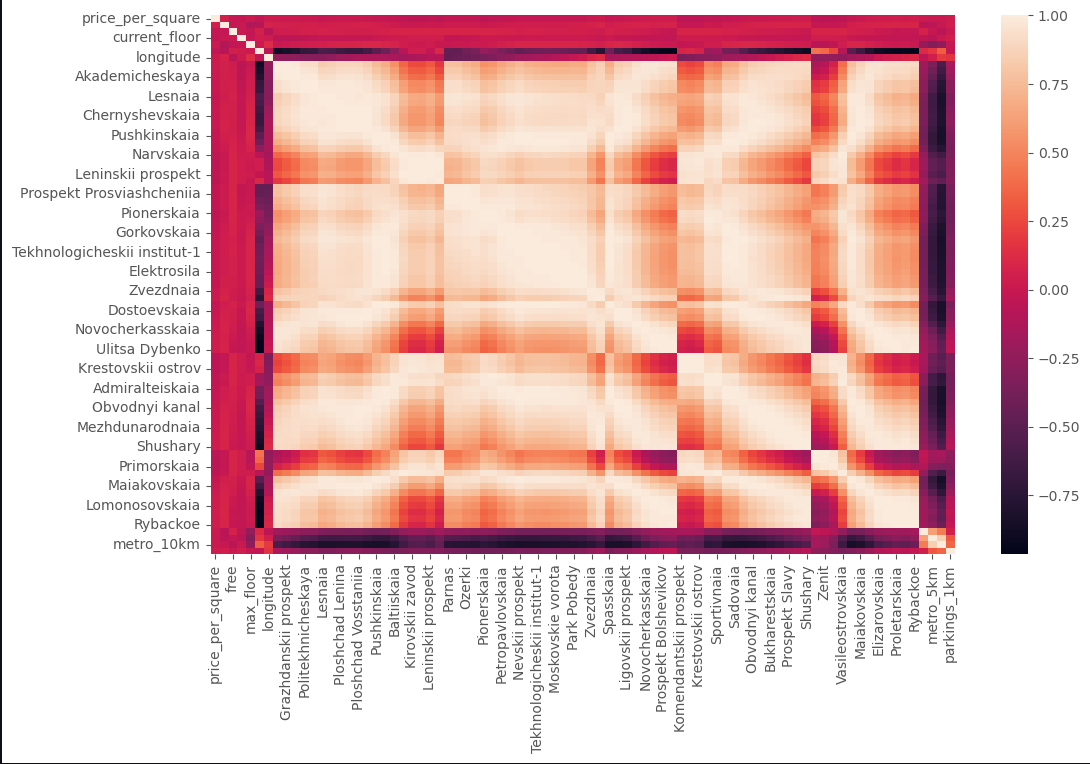 price_per_square
current_floor
longitude
Akademicheskaya
Lesnaia
Chernyshevskaia
Pushkinskaia
Narvskaia
Leninskii prospekt
Prospekt Prosviashcheniia
Pionerskaia
Gorkovskaia
Tekhnologicheskii institut-1
Elektrosila
Zvezdnaia
Dostoevskaia
Novocherkasskaia
Ulitsa Dybenko
Krestovskii ostrov
Admiralteiskaia
Obvodnyi kanal
Mezhdunarodnaia
Shushary
Primorskaia
Maiakovskaia
Lomonosovskaia
Rybackoe
metro_10km
price_per_square
free
max_floor
longitude
Grazhdanskii prospekt
Politekhnicheskaya
Lesnaia
Ploshchad Lenina
Ploshchad Vosstaniia
Pushkinskaia
Baltiiskaia
Kirovskii zavod
Leninskii prospekt
Parnas
Ozerki
Pionerskaia
Petropavlovskaia
Nevskii prospekt
Tekhnologicheskii institut-1
Moskovskie vorota
Park Pobedy
Zvezdnaia
Spasskaia
Ligovskii prospekt
Novocherkasskaia
Prospekt Bolshevikov
Komendantskii prospekt
Krestovskii ostrov
Sportivnaia
Sadovaia
Obvodnyi kanal
Bukharestskaia
Prospekt Slavy
Shushary
Zenit
Vasileostrovskaia
Maiakovskaia
Elizarovskaia
Proletarskaia
Rybackoe
metro_5km
parkings_1km
1.00
0.75
0.50
0.25
0.00
−0.25
−0.50
−0.75